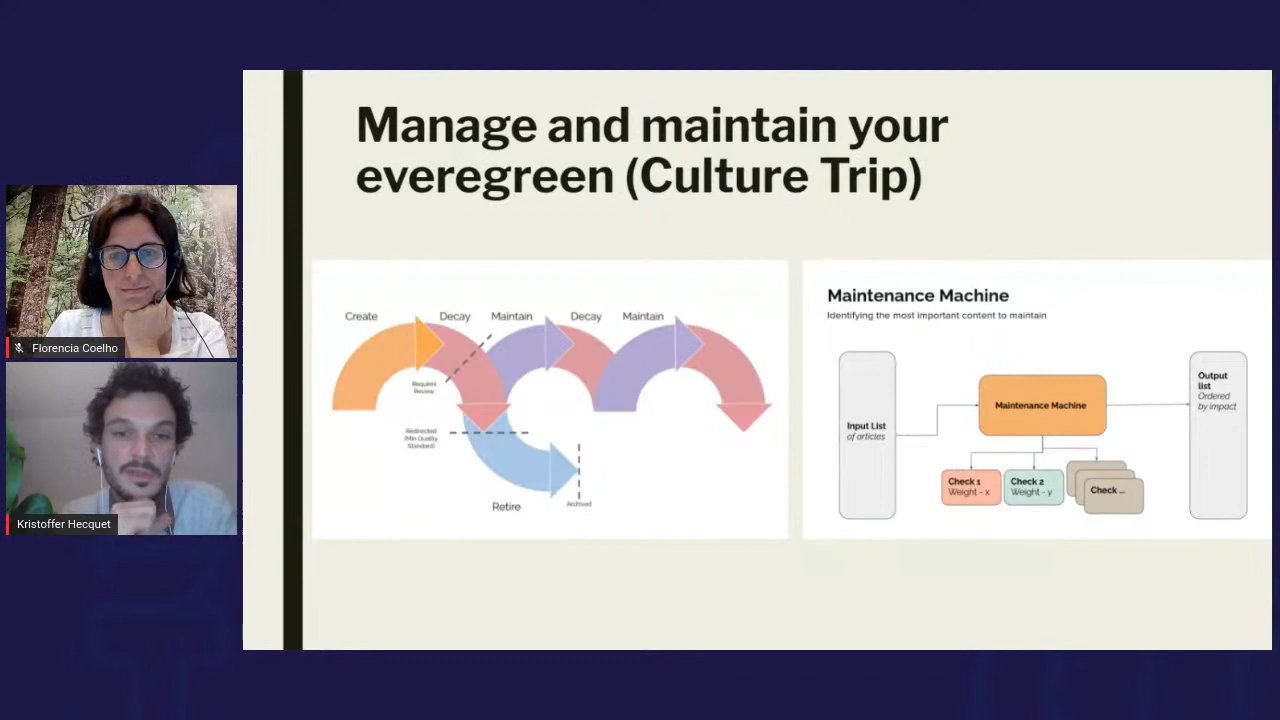 Manage and maintain your
everegreen (Culture Trip)
Create
Decay
Maintain
Decay
Maintain
Requires
Review
Redirected
(Min Quality
Standard)
Retire
Archived
Maintenance Machine
Identifying the most important content to maintain
Input List
of articles
Maintenance Machine
Check 1
Weight - x
Check 2
Weight - y
Check ...
Output
list
Ordered
by impact
Florencia Coelho
Kristoffer Hecquet